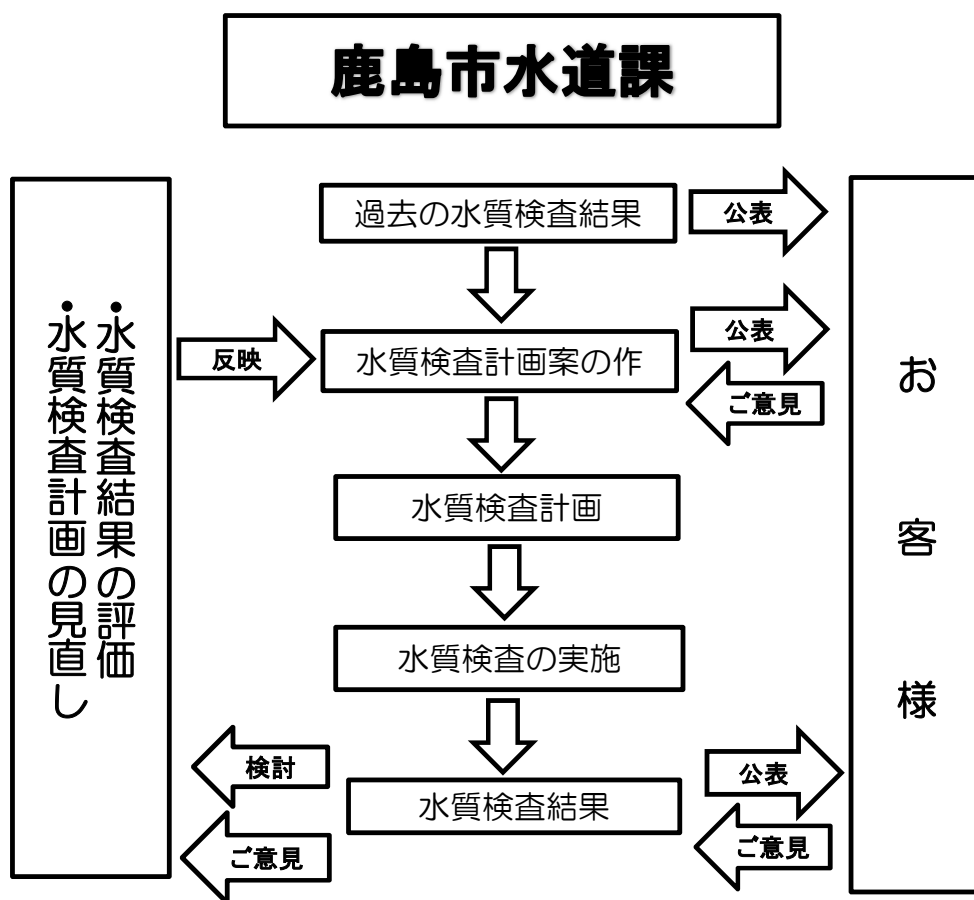 鹿島市水道課
過去の水質検査結果
公表
水質検査計画案の作
公表
ご意見
反映
水質検査計画
水質検査の実施
水質検査結果
検討
ご意見
公表
ご意見
・水質検査結果の評価
・水質検査計画の見直し
お客様